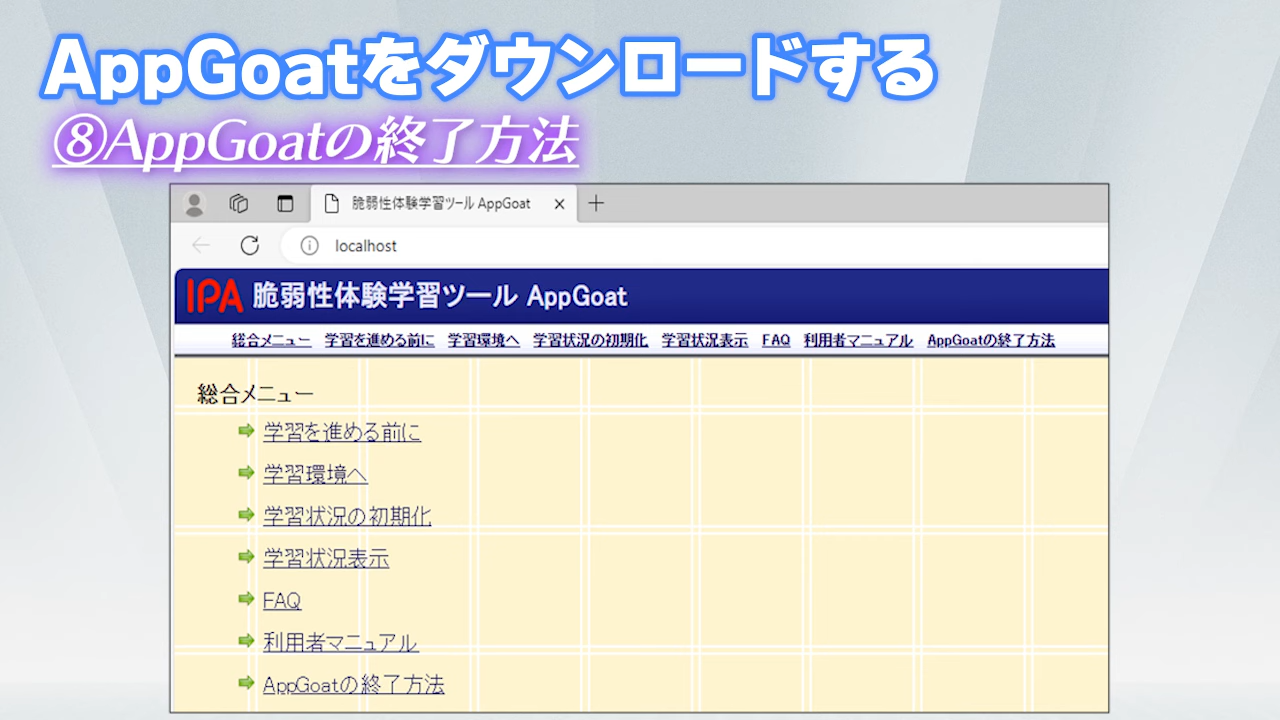 AppGoatをダウンロードする
⑧AppGoatの終了方法
脆弱性体験学習ツール AppGoat
localhost
IPA 脆弱性体験学習ツール AppGoat
総合メニュー 学習を進める前に 学習環境へ 学習状況の初期化 学習状況表示 FAQ 利用者マニュアル AppGoatの終了方法
総合メニュー
学習を進める前に
学習環境へ
学習状況の初期化
学習状況表示
FAQ
利用者マニュアル
AppGoatの終了方法